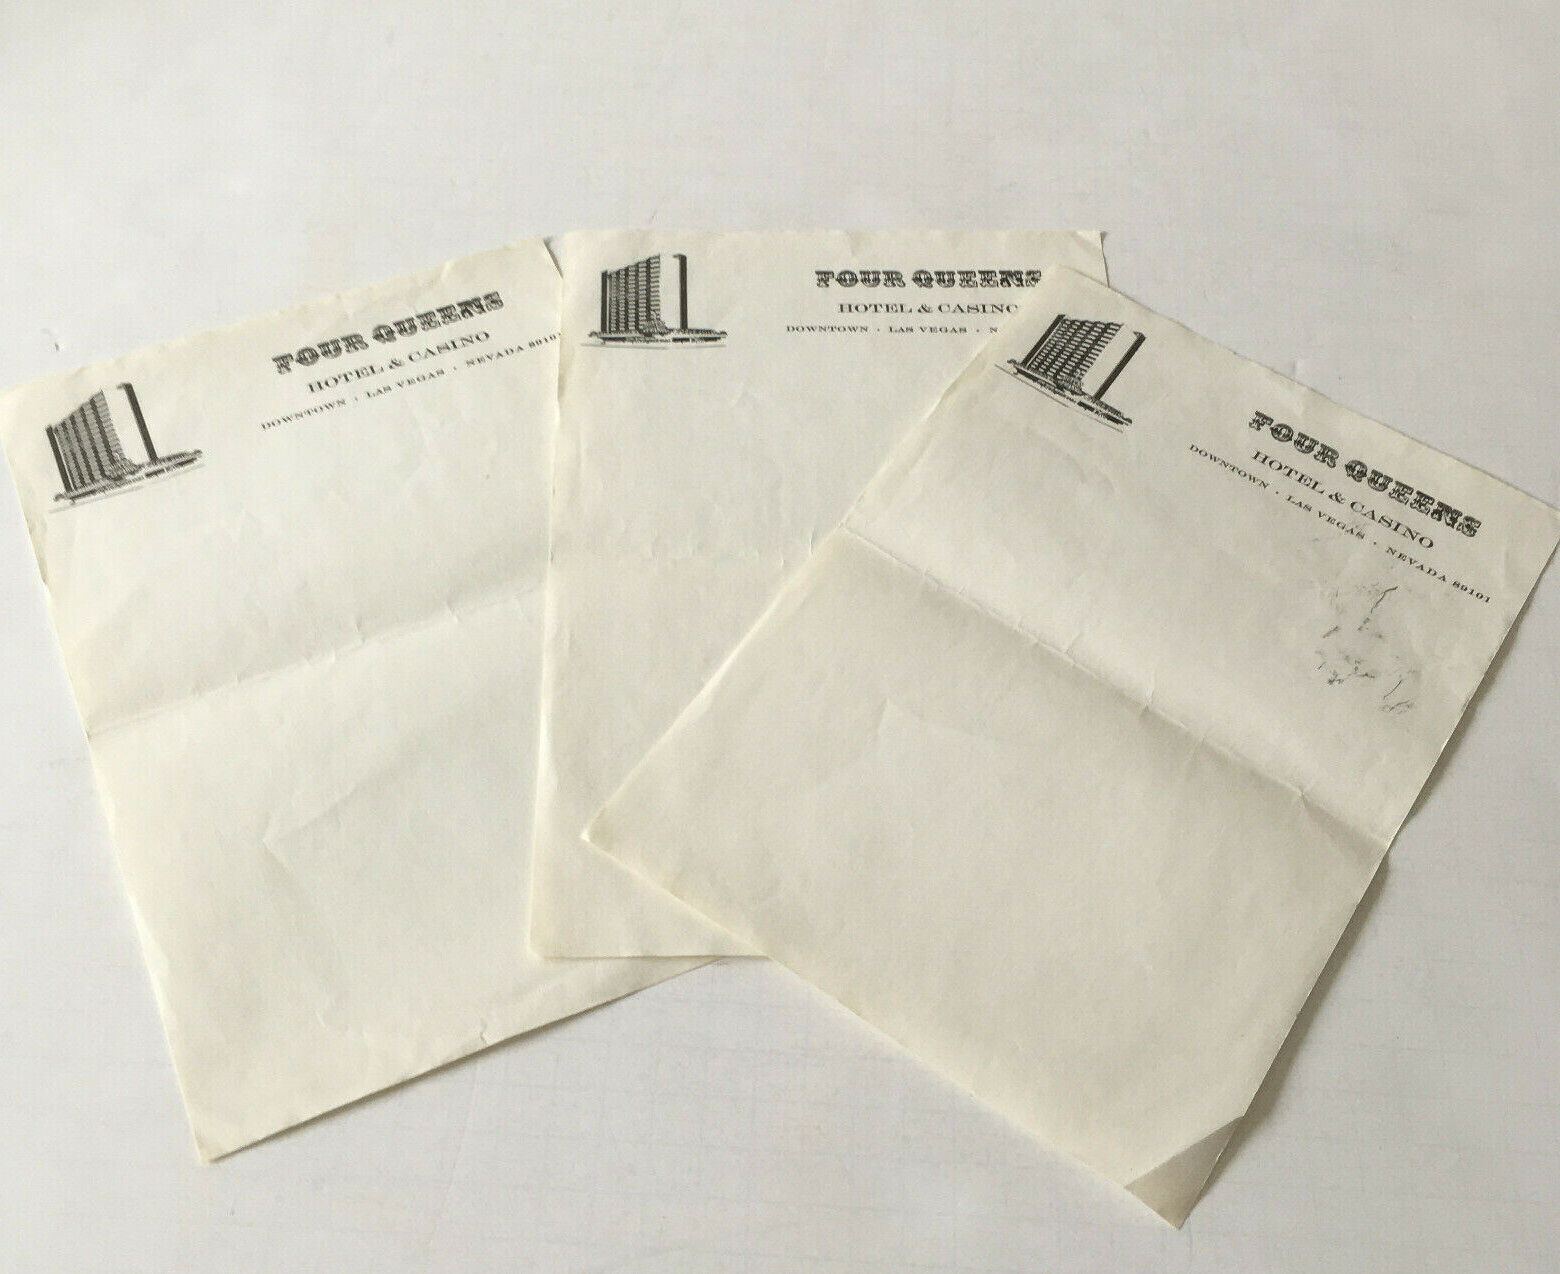 FOUR QUEENS
HOTEL & CASINO
DOWNTOWN · LAS VEGAS · NEVADA 89101
FOUR QUEENS
HOTEL & CASINO
DOWNTOWN · LAS VEGAS · N
FOUR QUEENS
HOTEL & CASINO
DOWNTOWN · LAS VEGAS · NEVADA 89101